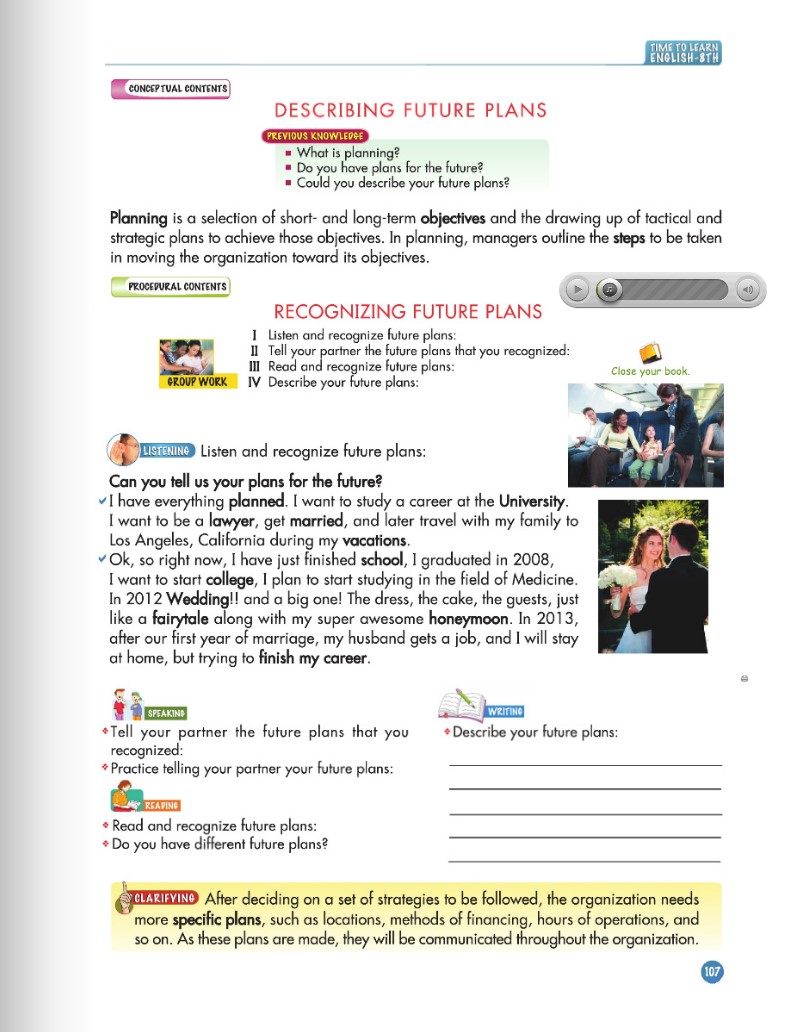 TIME TO LEARN
ENGLISH-8TH
CONCEPTUAL CONTENTS
DESCRIBING FUTURE PLANS
PREVIOUS KNOWLEDGE
What is planning?
Do you have plans for the future?
Could you describe your future plans?
Planning is a selection of short- and long-term objectives and the drawing up of tactical and
strategic plans to achieve those objectives. In planning, managers outline the steps to be taken
in moving the organization toward its objectives.
PROCEDURAL CONTENTS
RECOGNIZING FUTURE PLANS
I Listen and recognize future plans:
II Tell your partner the future plans that you recognized:
III Read and recognize future plans:
IV Describe your future plans:
GROUP WORK
Close your book.
LISTENING Listen and recognize future plans:
Can you tell us your plans for the future?
I have everything planned. I want to study a career at the University.
I want to be a lawyer, get married, and later travel with my family to
Los Angeles, California during my vacations.
Ok, so right now, I have just finished school, I graduated in 2008,
I want to start college, I plan to start studying in the field of Medicine.
In 2012 Wedding!! and a big one! The dress, the cake, the guests, just
like a fairytale along with my super awesome honeymoon. In 2013,
after our first year of marriage, my husband gets a job, and I will stay
at home, but trying to finish my career.
SPEAKING
Tell your partner the future plans that you
recognized:
Practice telling your partner your future plans:
READING
Read and recognize future plans:
Do you have different future plans?
WRITING
Describe your future plans:
CLARIFYING After deciding on a set of strategies to be followed, the organization needs
more specific plans, such as locations, methods of financing, hours of operations, and
so on. As these plans are made, they will be communicated throughout the organization.
107